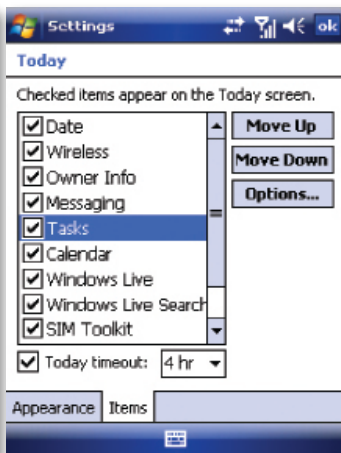 Settings
ok
Today
Checked items appear on the Today screen.
Date
Wireless
Owner Info
Messaging
Tasks
Calendar
Windows Live
Windows Live Search
SIM Toolkit
Move Up
Move Down
Options...
Today timeout: 4 hr
Appearance Items